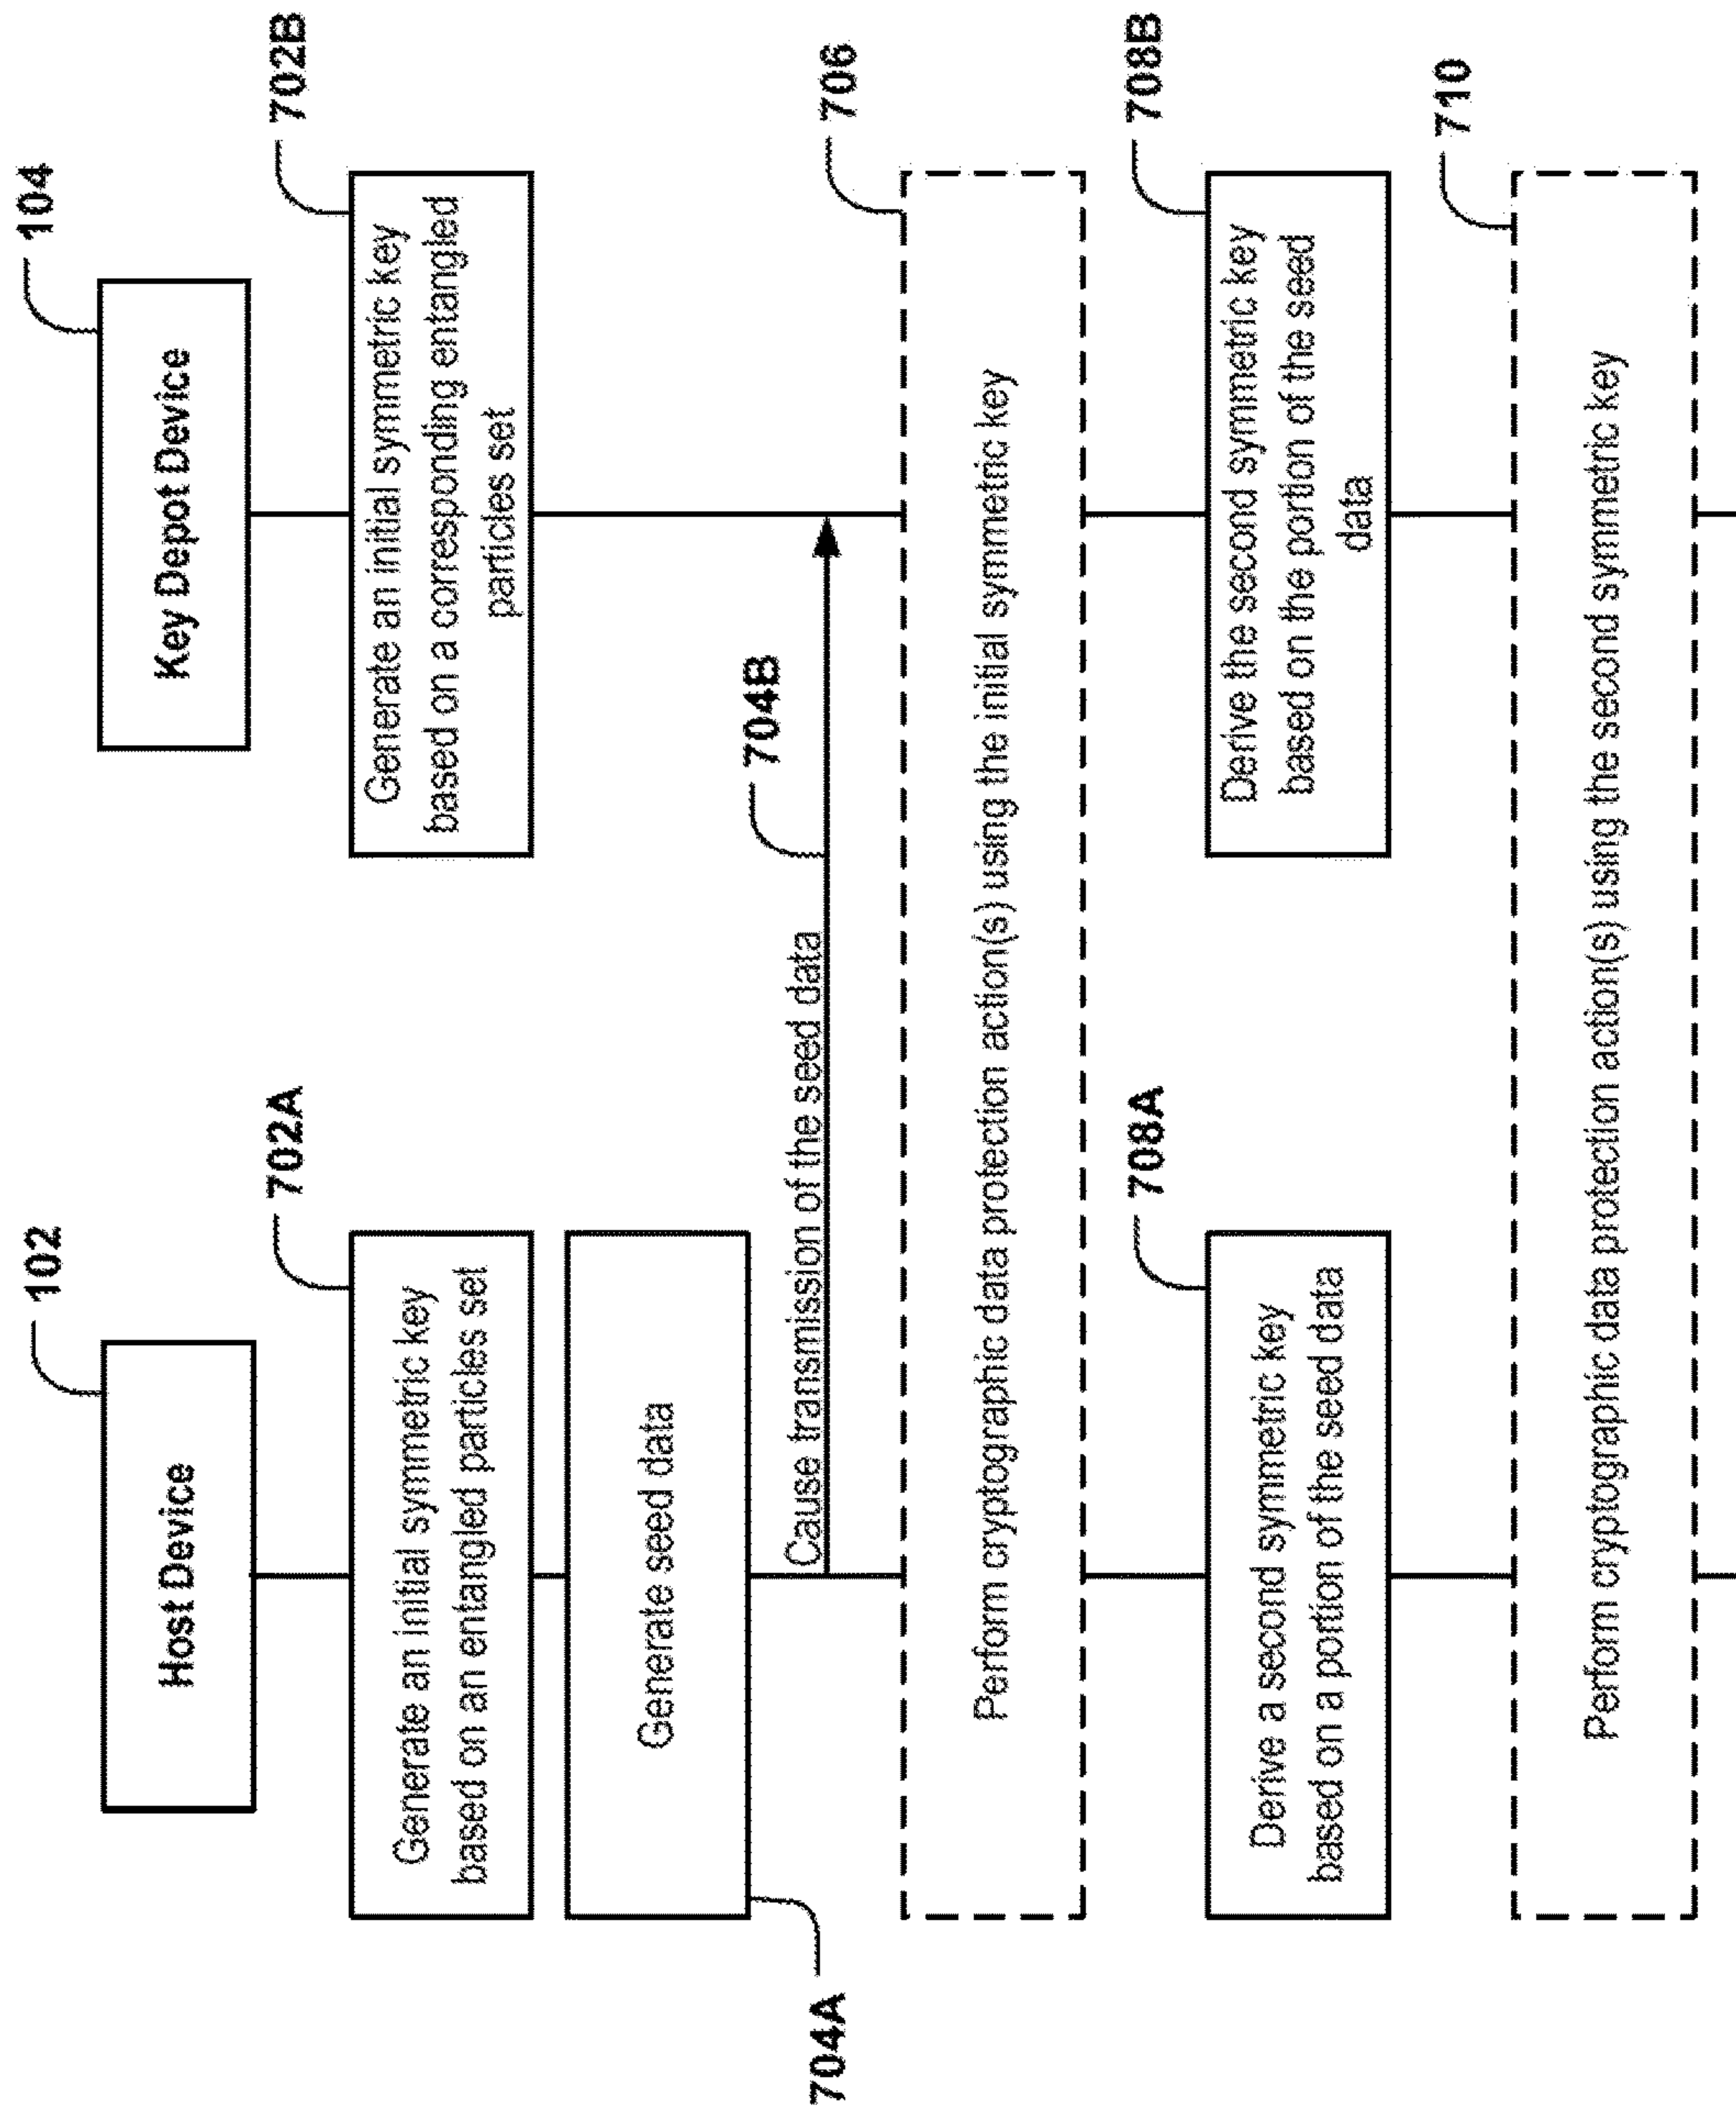 102
104
Host Device
Key Depot Device
702A
702B
Generate an initial symmetric key
based on an entangled particles set
Generate an initial symmetric key
based on a corresponding entangled
particles set
704A
Generate seed data
704B
Cause transmission of the seed data
706
Perform cryptographic data protection action(s) using the initial symmetric key
708A
708B
Derive a second symmetric key
based on a portion of the seed data
Derive the second symmetric key
based on the portion of the seed
data
710
Perform cryptographic data protection action(s) using the second symmetric key